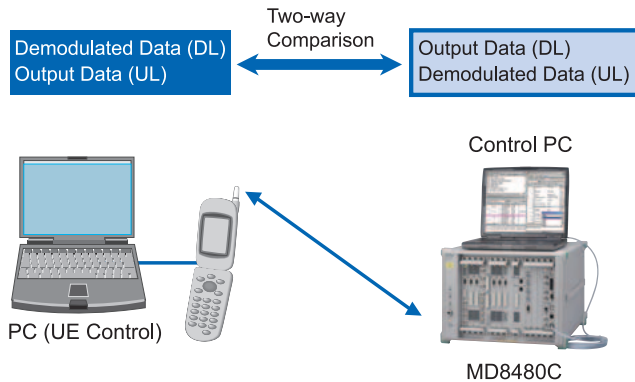 Two-way
Comparison
Demodulated Data (DL)
Output Data (UL)
Output Data (DL)
Demodulated Data (UL)
Control PC
PC (UE Control)
MD8480C